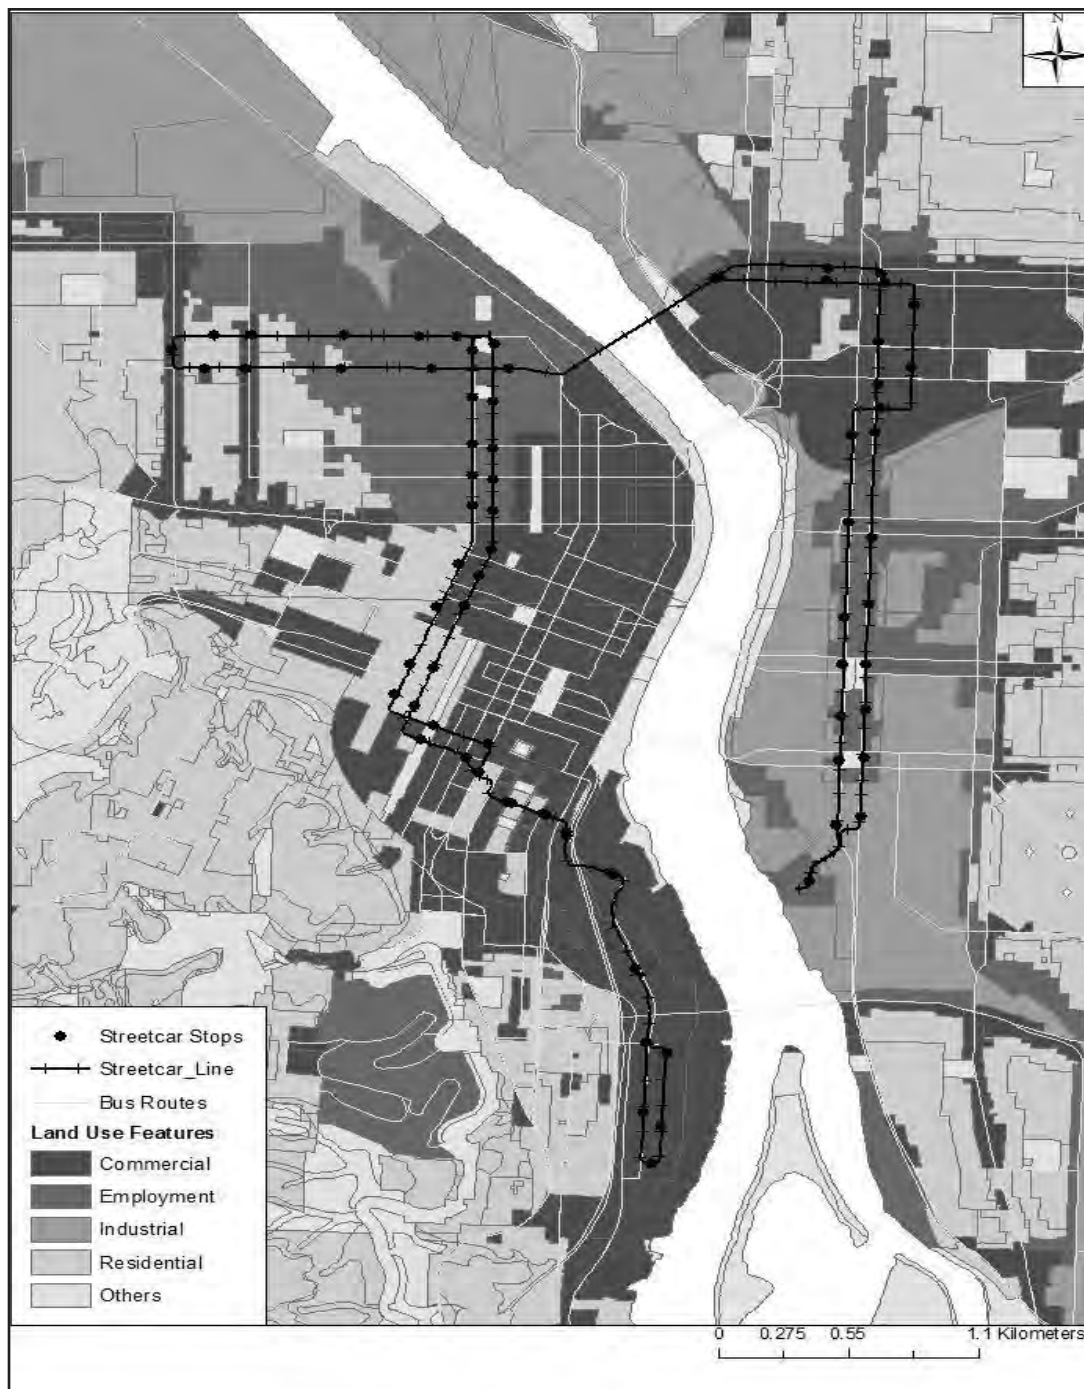 N
Streetcar Stops
Streetcar_Line
Bus Routes
Land Use Features
Commercial
Employment
Industrial
Residential
Others
0 0.275 0.55 1.1 Kilometers